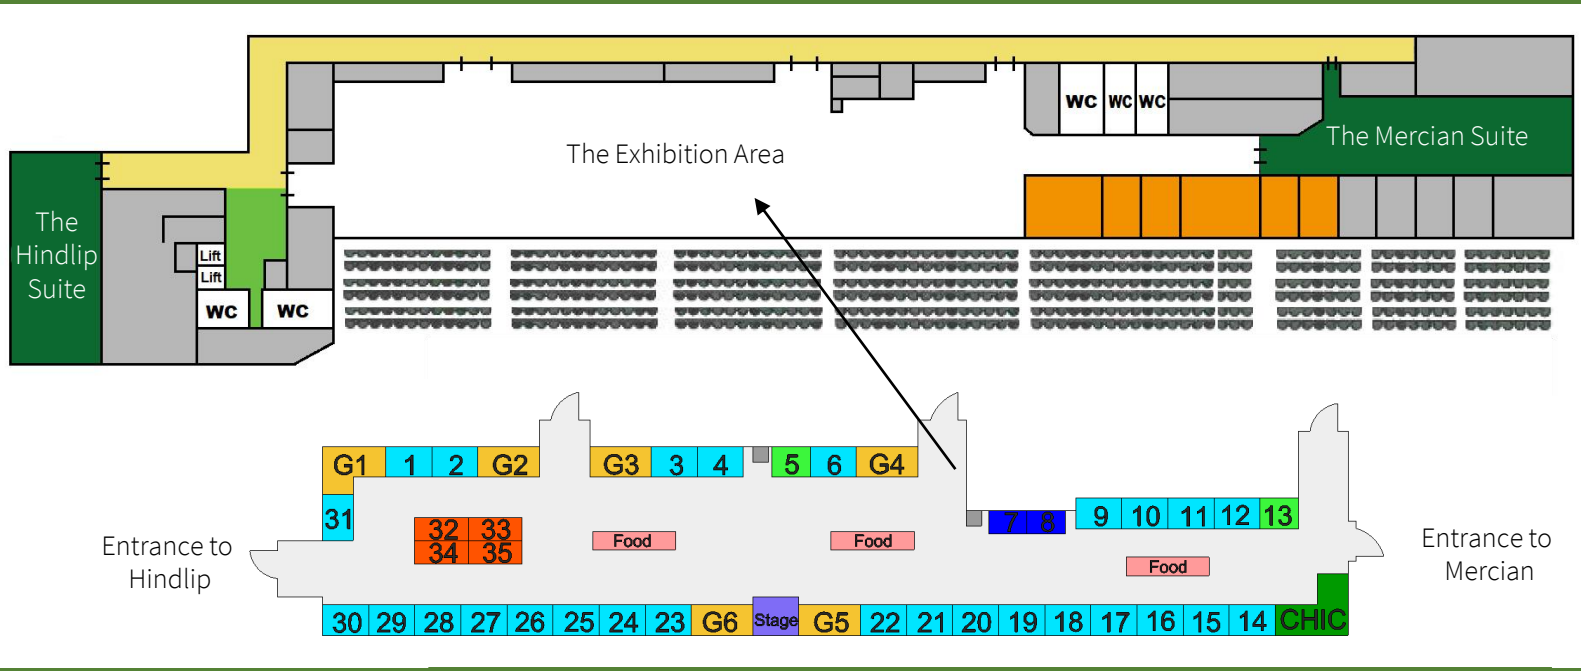 WC WC WC
The Exhibition Area
The Mercian Suite
The
Hindlip
Suite
Lift
Lift
WC WC
G1 1 2 G2 G3 3 4 5 6 G4
31
7 8 9 10 11 12 13
32 33
34 35
Food Food Food
Entrance to
Hindlip
Entrance to
Mercian
30 29 28 27 26 25 24 23 G6 Stage G5 22 21 20 19 18 17 16 15 14 CHIC